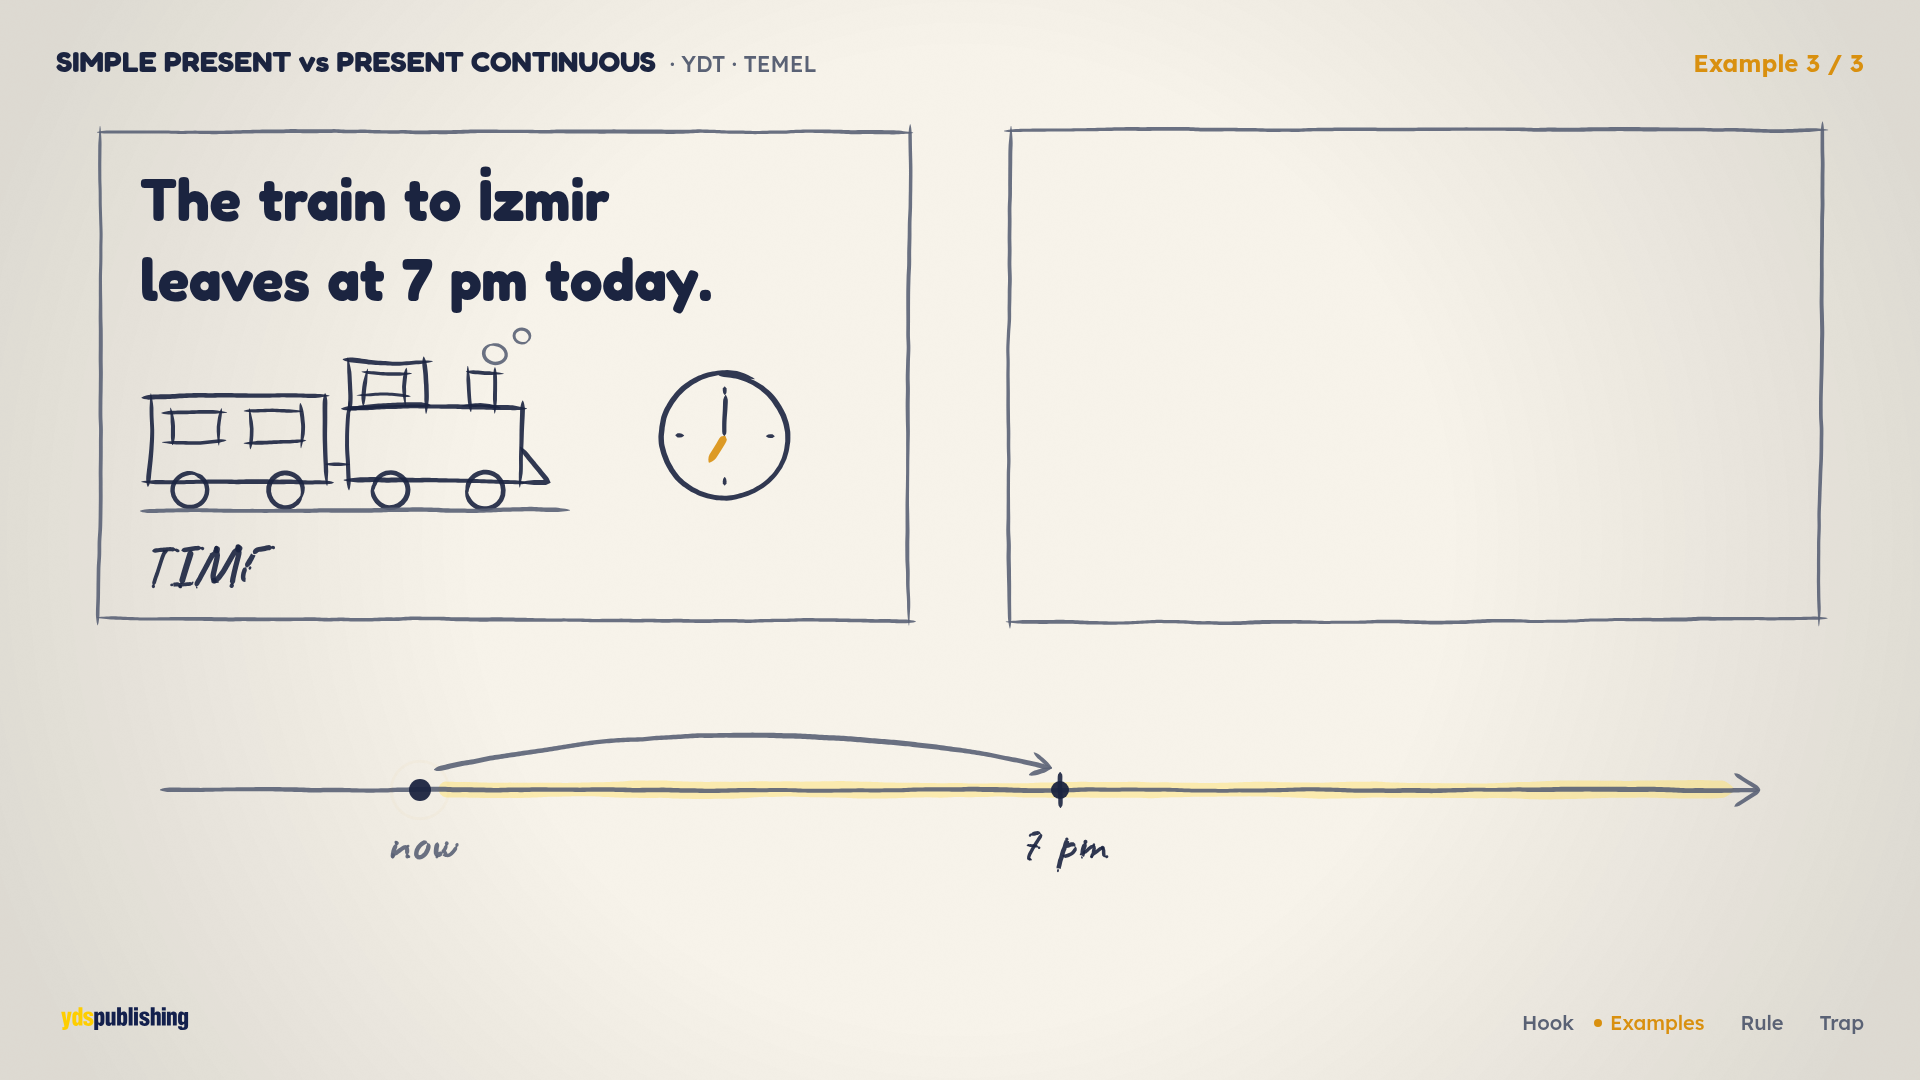 SIMPLE PRESENT vs PRESENT CONTINUOUS · YDT · TEMEL
Example 3 / 3
The train to İzmir
leaves at 7 pm today.
now
7 pm
ydspublishing
Hook • Examples Rule Trap